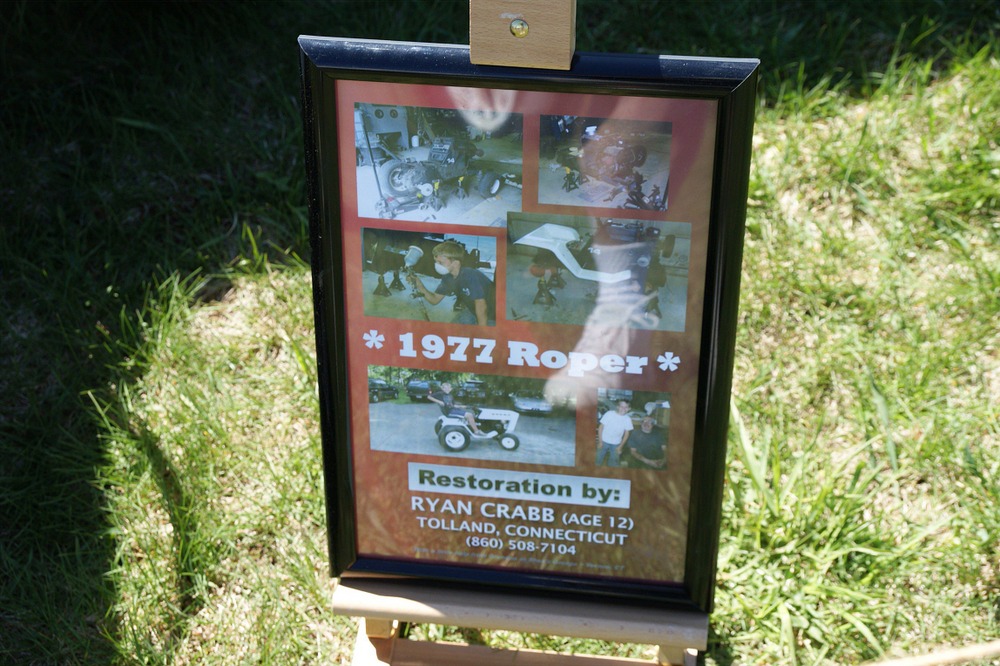 * 1977 Roper *
Restoration by:
RYAN CRABB (AGE 12)
TOLLAND, CONNECTICUT
(860) 508-7104